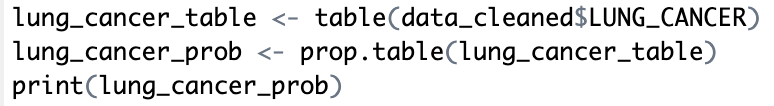 lung_cancer_table <- table(data_cleaned$LUNG_CANCER)
lung_cancer_prob <- prop.table(lung_cancer_table)
print(lung_cancer_prob)